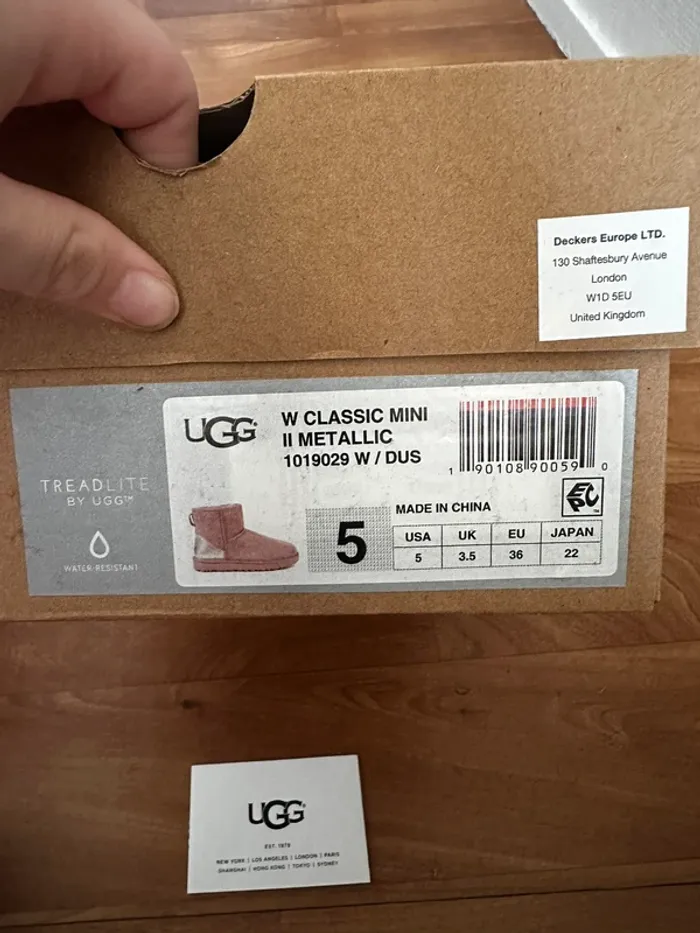 Deckers Europe LTD.
130 Shaftesbury Avenue
London
W1D 5EU
United Kingdom
TREADLITE
BY UGG™
WATER-RESISTANT
UGG®
W CLASSIC MINI
II METALLIC
1019029 W / DUS
1 90108 90059 0
EPC™
5
MADE IN CHINA
USA UK EU JAPAN
5 3.5 36 22
UGG®
EST. 1978
NEW YORK | LOS ANGELES | LONDON | PARIS
SHANGHAI | HONG KONG | TOKYO | SYDNEY